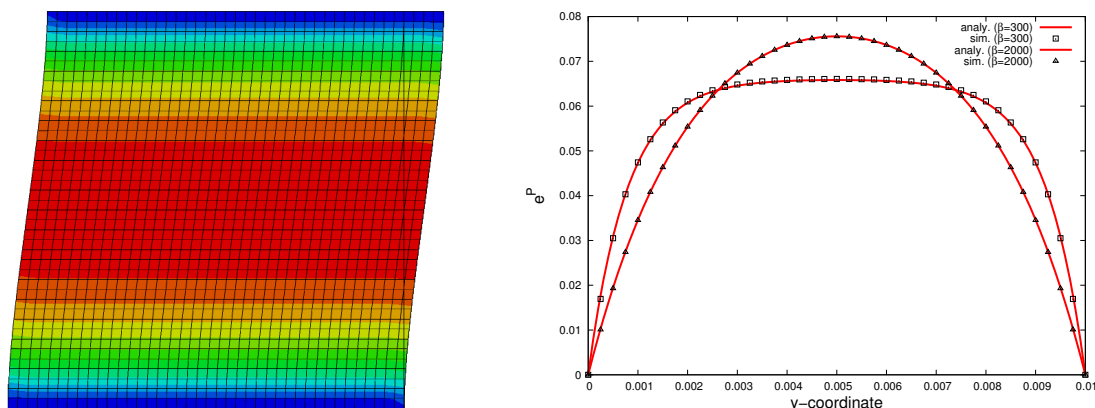 0.08
0.07
0.06
0.05
0.04
0.03
0.02
0.01
0
e^P
analy. (β=300)
sim. (β=300)
analy. (β=2000)
sim. (β=2000)
0 0.001 0.002 0.003 0.004 0.005 0.006 0.007 0.008 0.009 0.01
y−coordinate